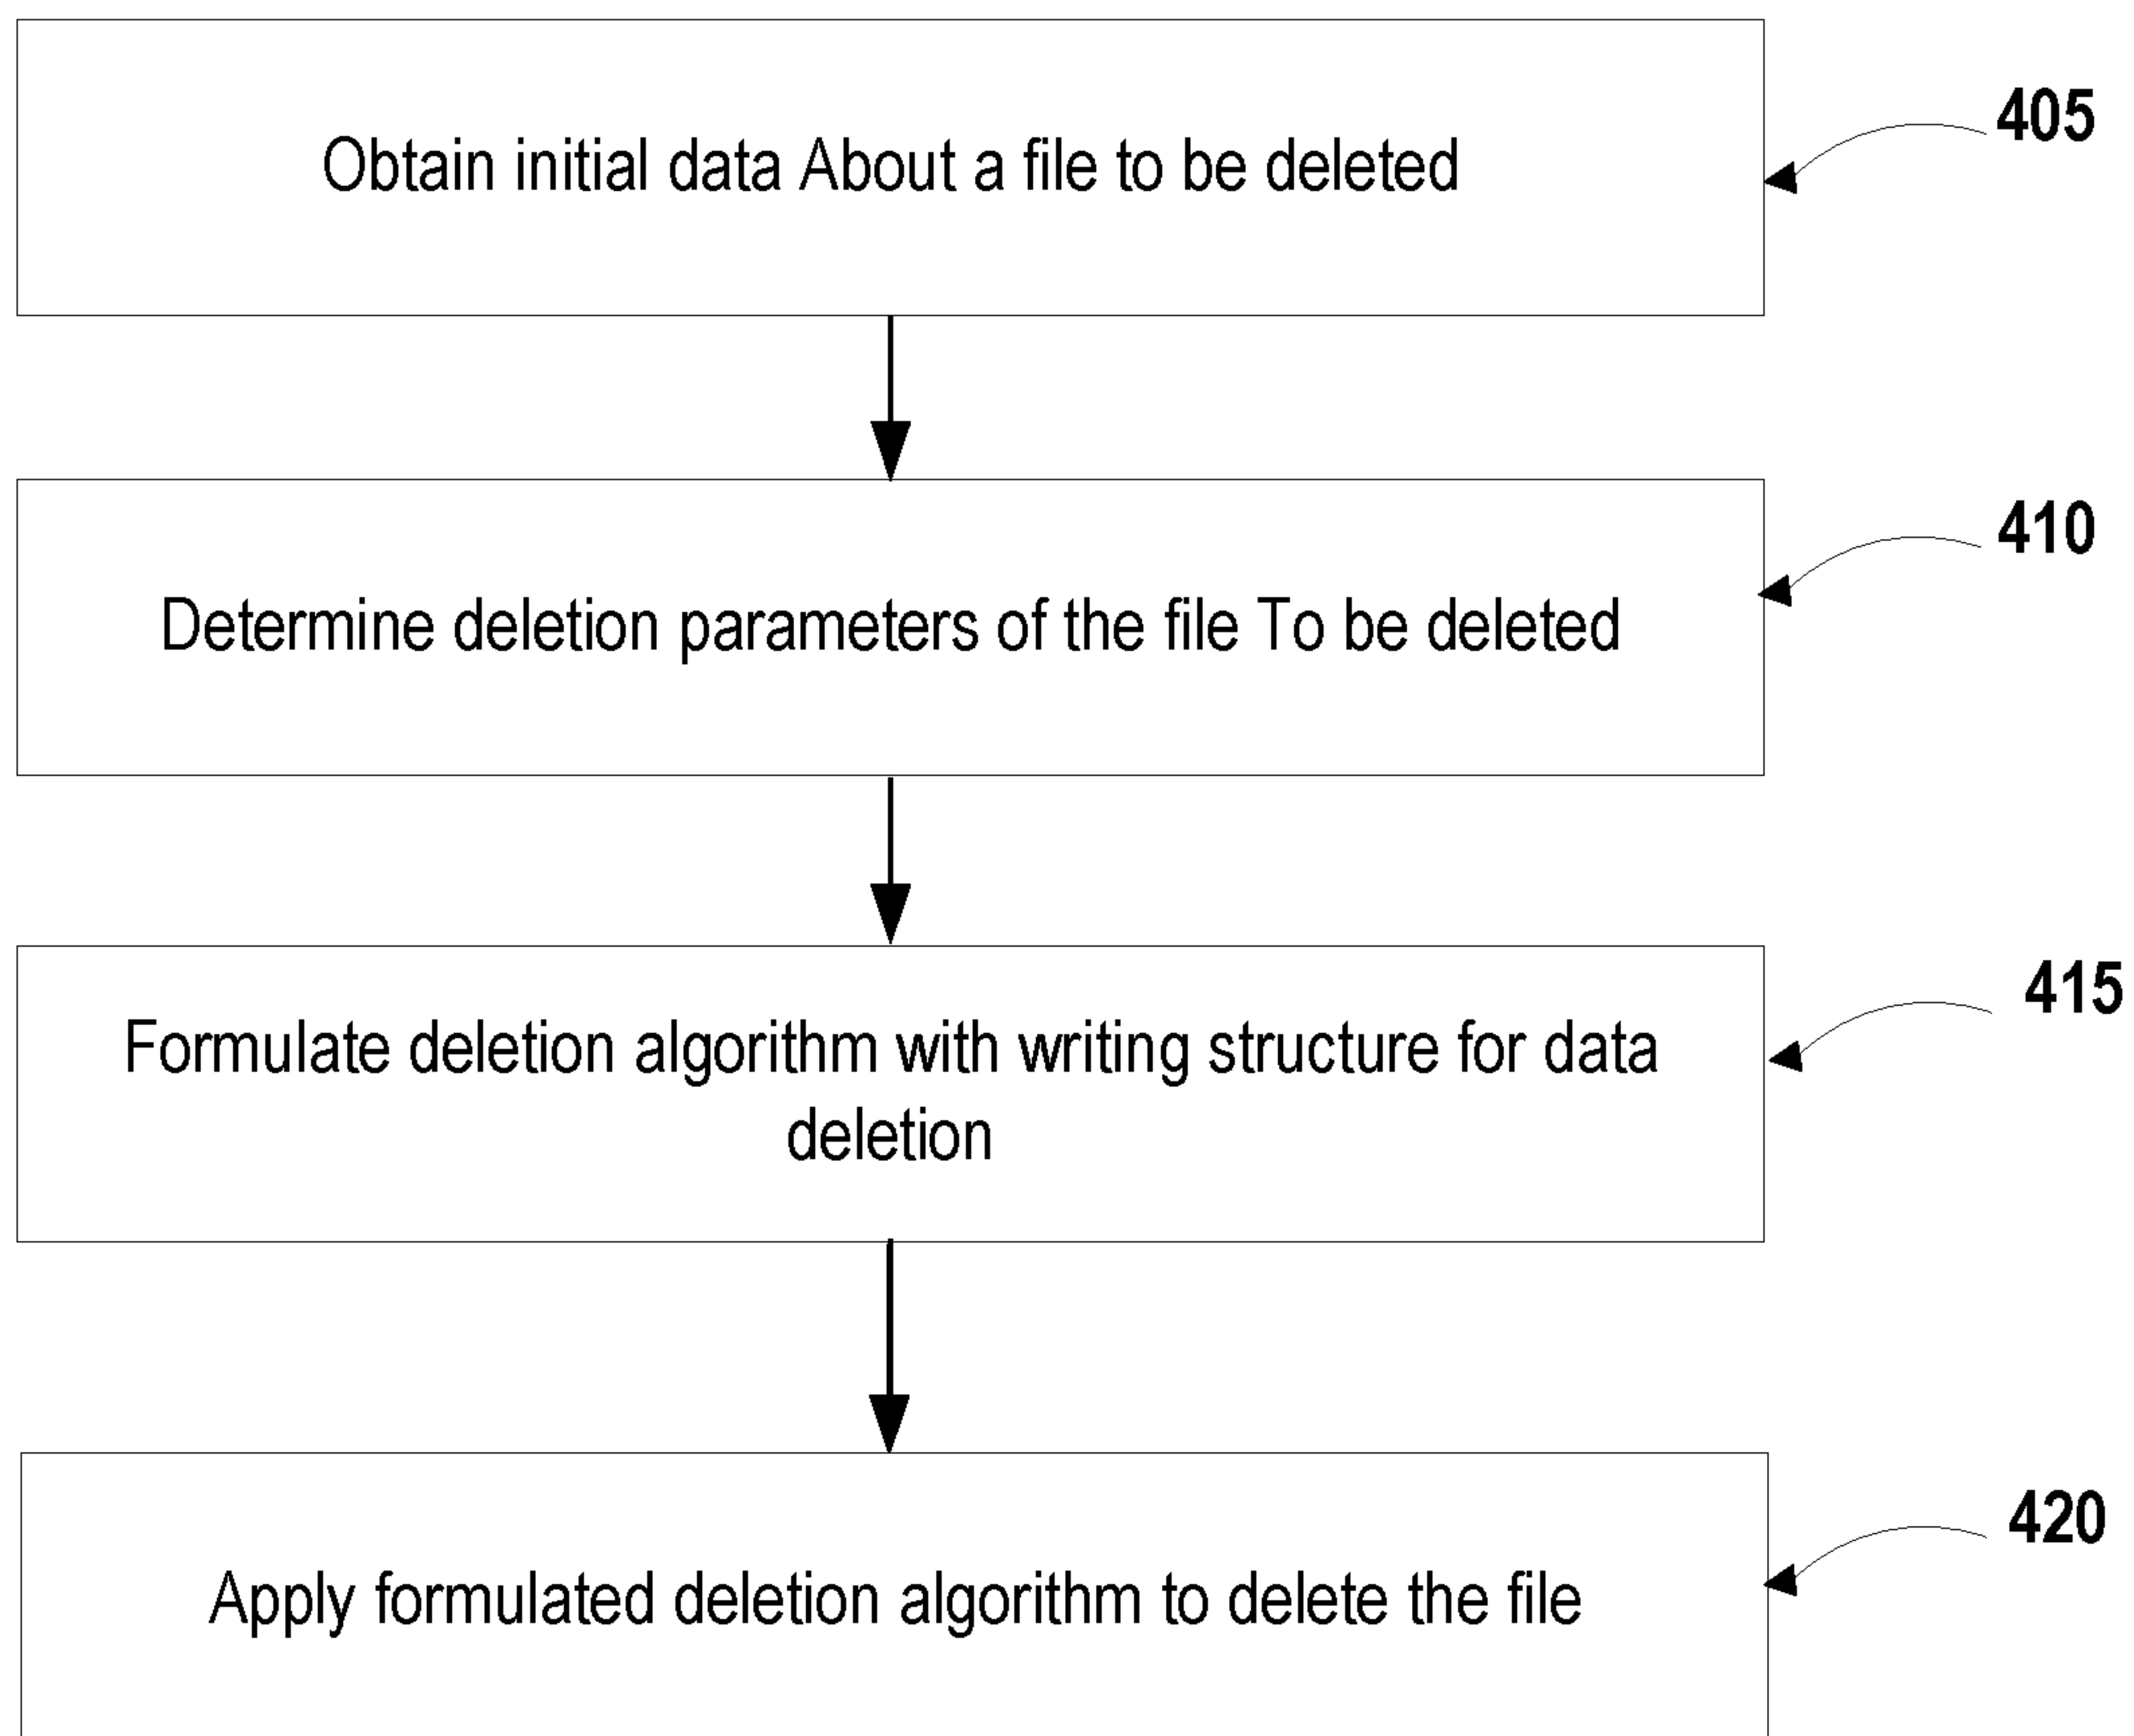 Obtain initial data About a file to be deleted
405
Determine deletion parameters of the file To be deleted
410
Formulate deletion algorithm with writing structure for data
deletion
415
Apply formulated deletion algorithm to delete the file
420